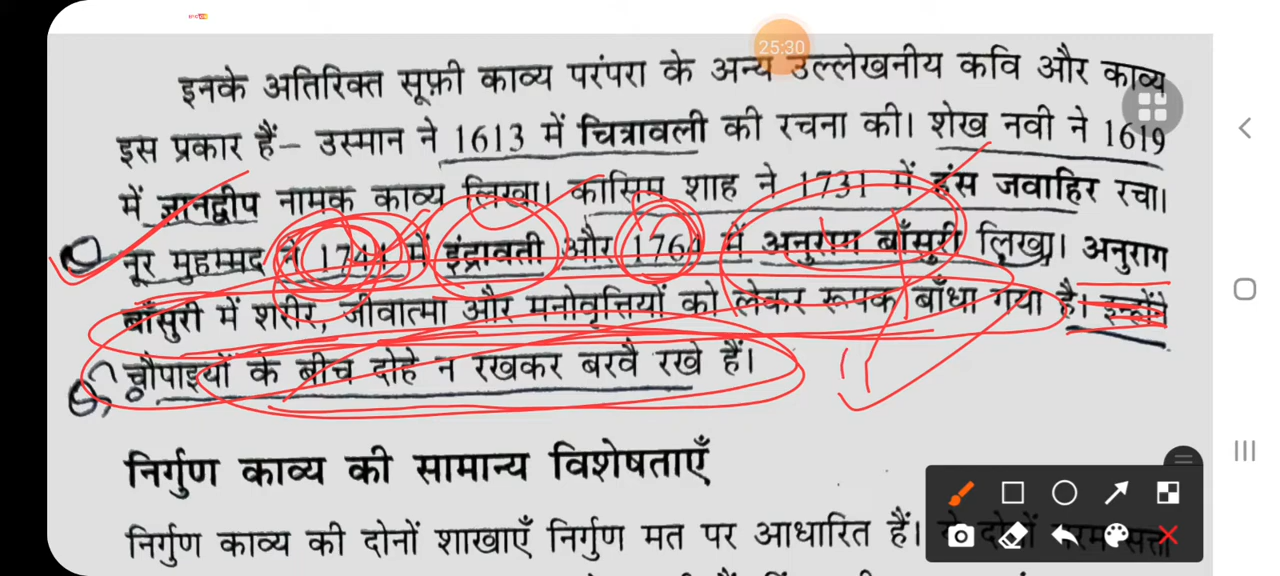 25:30
इनके अतिरिक्त सूफ़ी काव्य परंपरा के अन्य उल्लेखनीय कवि और काव्य
इस प्रकार हैं– उस्मान ने 1613 में चित्रावली की रचना की। शेख नवी ने 1619
में ज्ञानद्वीप नामक काव्य लिखा। कासिम शाह ने 1731 में हंस जवाहिर रचा।
नूर मुहम्मद ने 1744 में इंद्रावती और 1764 में अनुराग बाँसुरी लिखा। अनुराग
बाँसुरी में शरीर, जीवात्मा और मनोवृत्तियों को लेकर रूपक बाँधा गया है। इन्होंने
चौपाइयों के बीच दोहे न रखकर बरवै रखे हैं।
निर्गुण काव्य की सामान्य विशेषताएँ
निर्गुण काव्य की दोनों शाखाएँ निर्गुण मत पर आधारित हैं। सत्ता